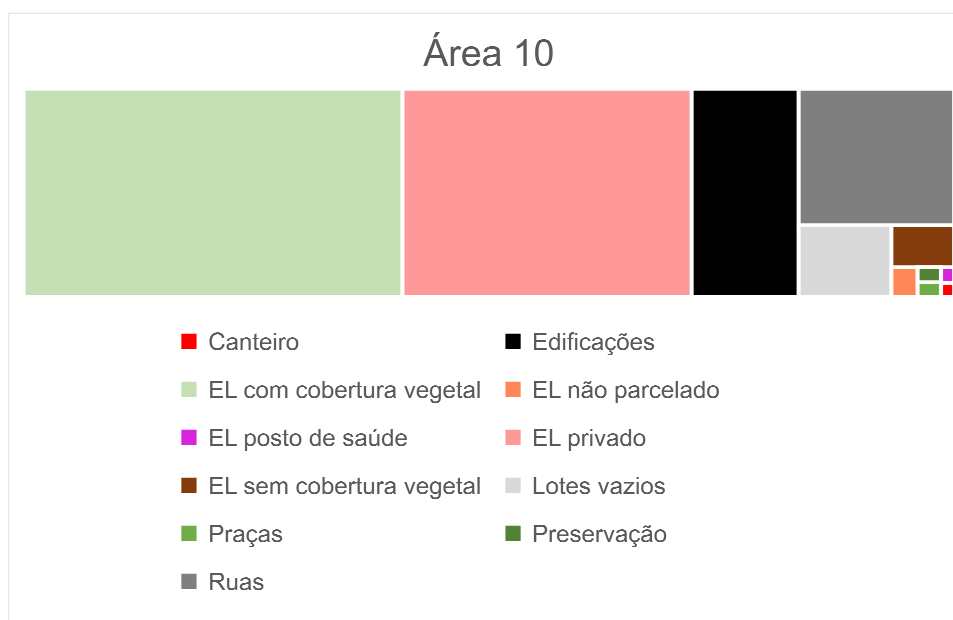 Área 10
Canteiro
Edificações
EL com cobertura vegetal
EL não parcelado
EL posto de saúde
EL privado
EL sem cobertura vegetal
Lotes vazios
Praças
Preservação
Ruas